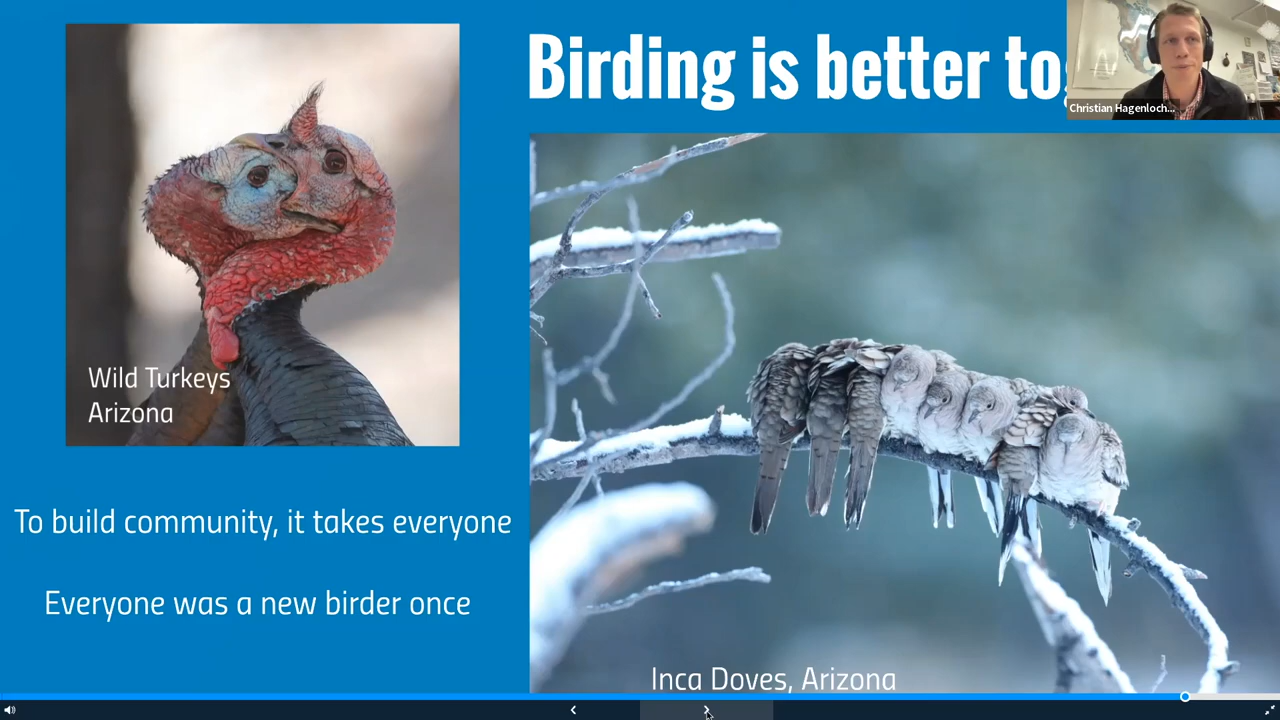 Birding is better to
Christian Hagenloch...
Wild Turkeys
Arizona
To build community, it takes everyone
Everyone was a new birder once
Inca Doves, Arizona